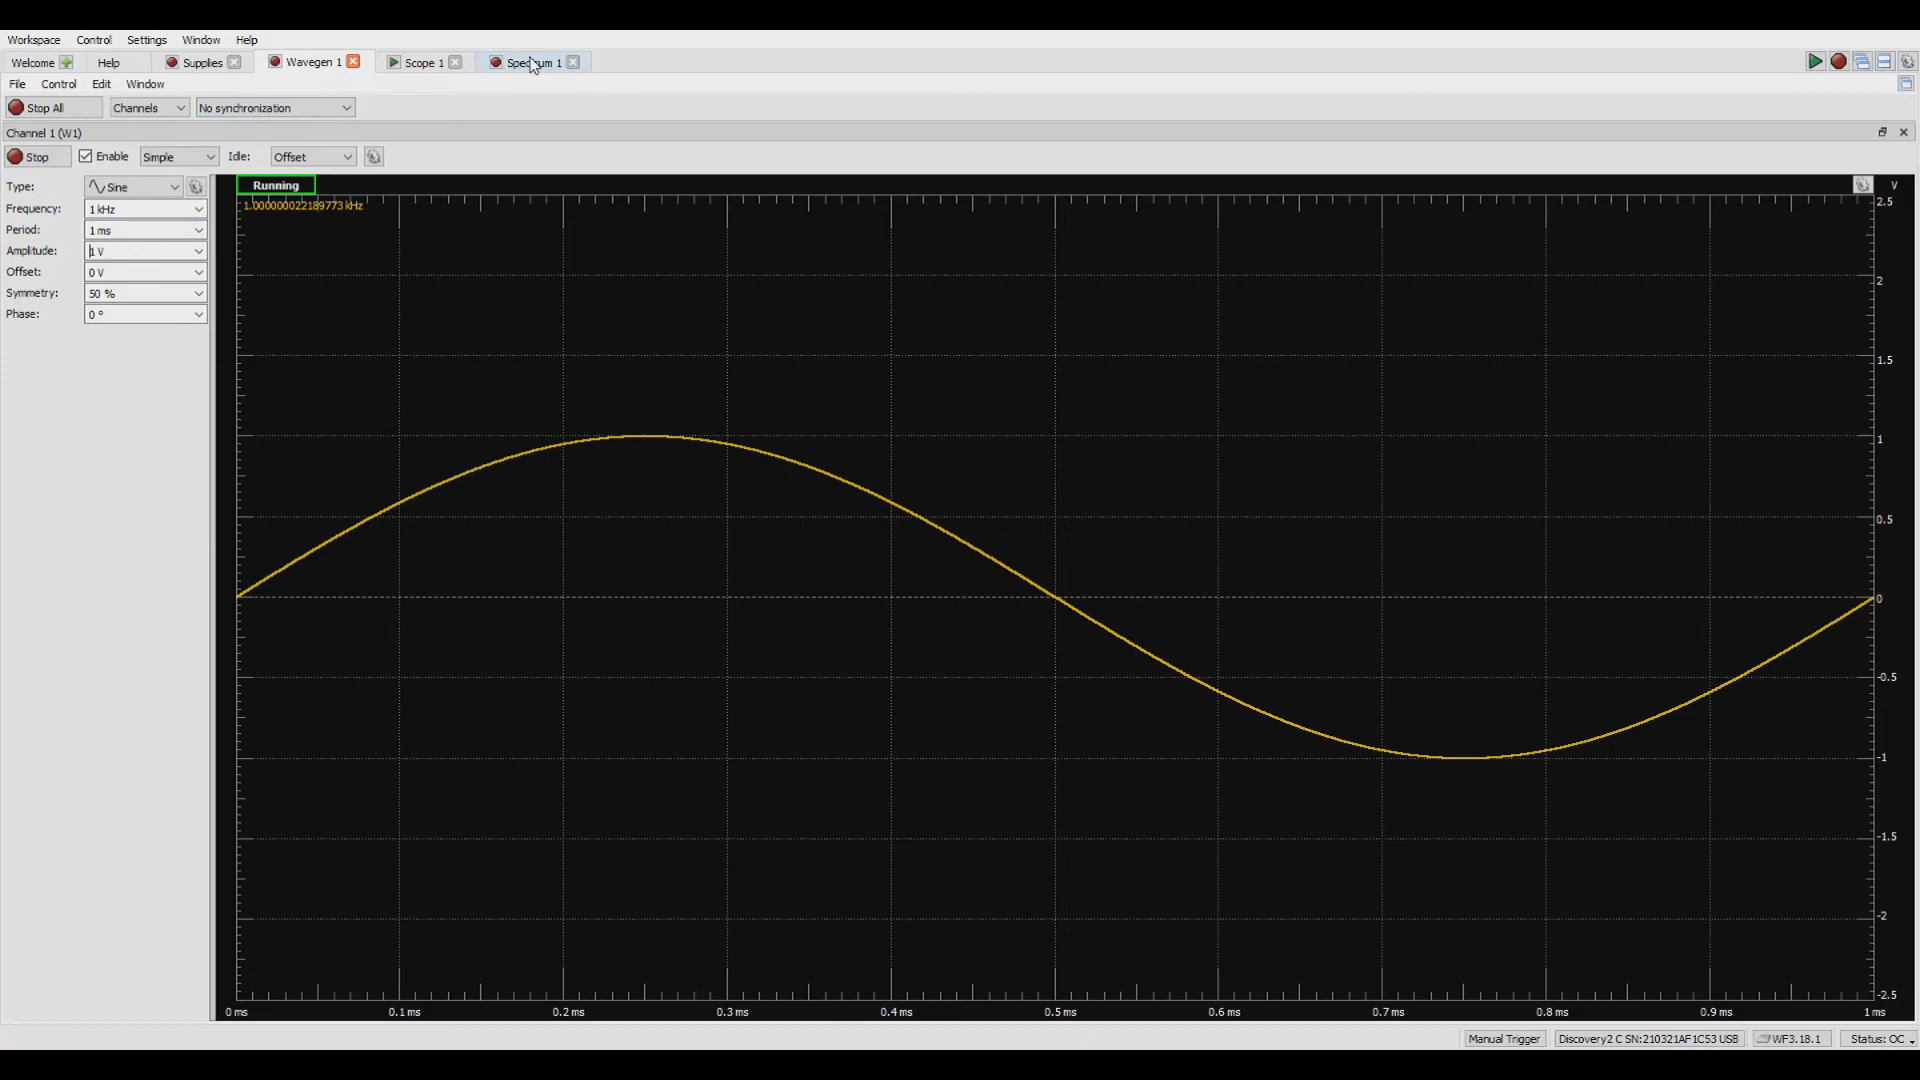 Workspace Control Settings Window Help
Welcome Help Supplies Wavegen 1 Scope 1 Spectrum 1
File Control Edit Window
Stop All Channels No synchronization
Channel 1 (W1)
Stop Enable Simple Idle: Offset
Type: Sine
Frequency: 1 kHz
Period: 1 ms
Amplitude: 1 V
Offset: 0 V
Symmetry: 50 %
Phase: 0 º
Running V
1.000000022189773 kHz
2.5
2
1.5
1
0.5
0
-0.5
-1
-1.5
-2
-2.5
0 ms 0.1 ms 0.2 ms 0.3 ms 0.4 ms 0.5 ms 0.6 ms 0.7 ms 0.8 ms 0.9 ms 1 ms
Manual Trigger Discovery2 C SN:210321AF1C53 USB WF3.18.1 Status: OC